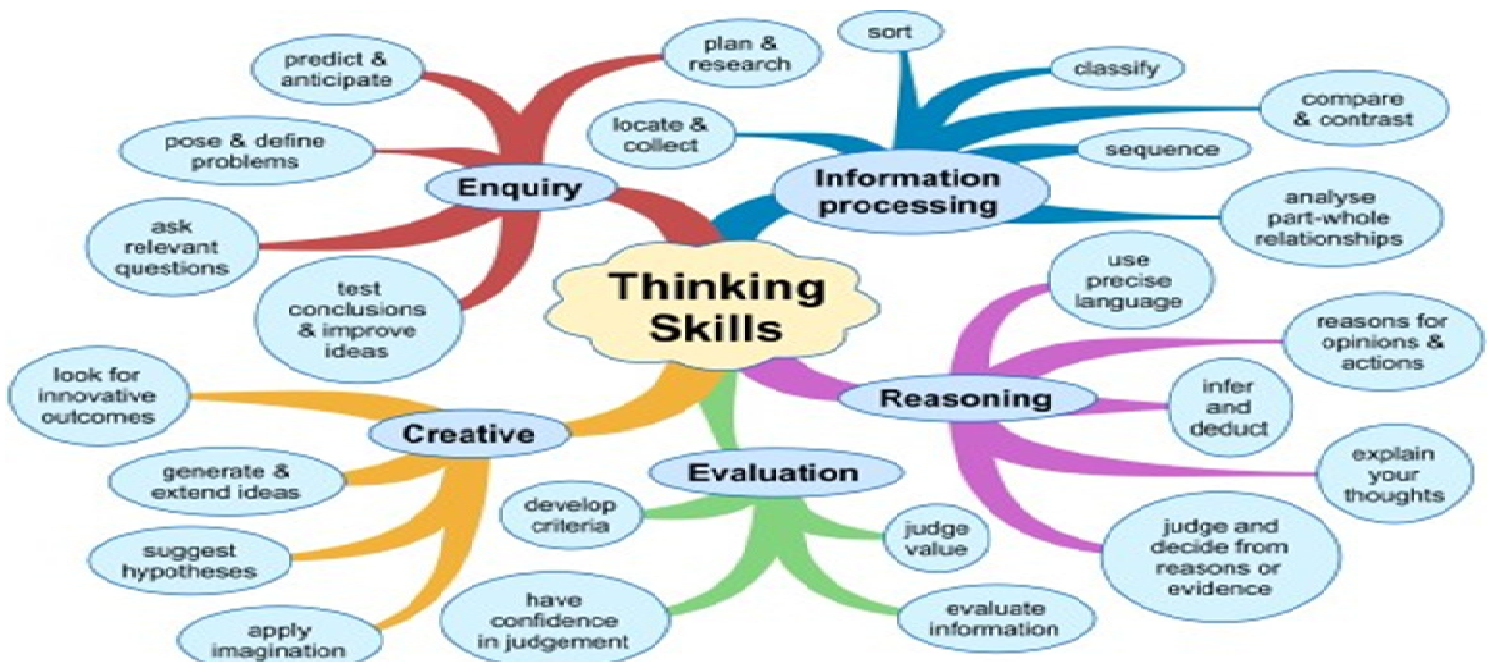 Thinking
Skills
Enquiry
predict &
anticipate
plan &
research
pose & define
problems
ask
relevant
questions
test
conclusions
& improve
ideas
Information
processing
sort
classify
locate &
collect
compare
& contrast
sequence
analyse
part-whole
relationships
Reasoning
use
precise
language
reasons for
opinions &
actions
infer
and
deduct
explain
your
thoughts
judge and
decide from
reasons or
evidence
Evaluation
develop
criteria
judge
value
have
confidence
in judgement
evaluate
information
Creative
look for
innovative
outcomes
generate &
extend ideas
suggest
hypotheses
apply
imagination